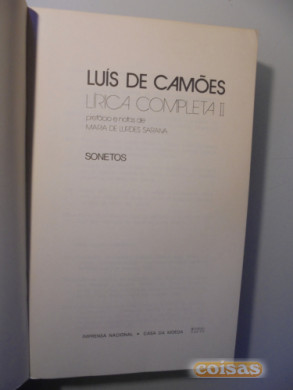 LUÍS DE CAMÕES
LÍRICA COMPLETA II
prefácio e notas de
MARIA DE LURDES SARAIVA
SONETOS
IMPRENSA NACIONAL • CASA DA MOEDA
coisas